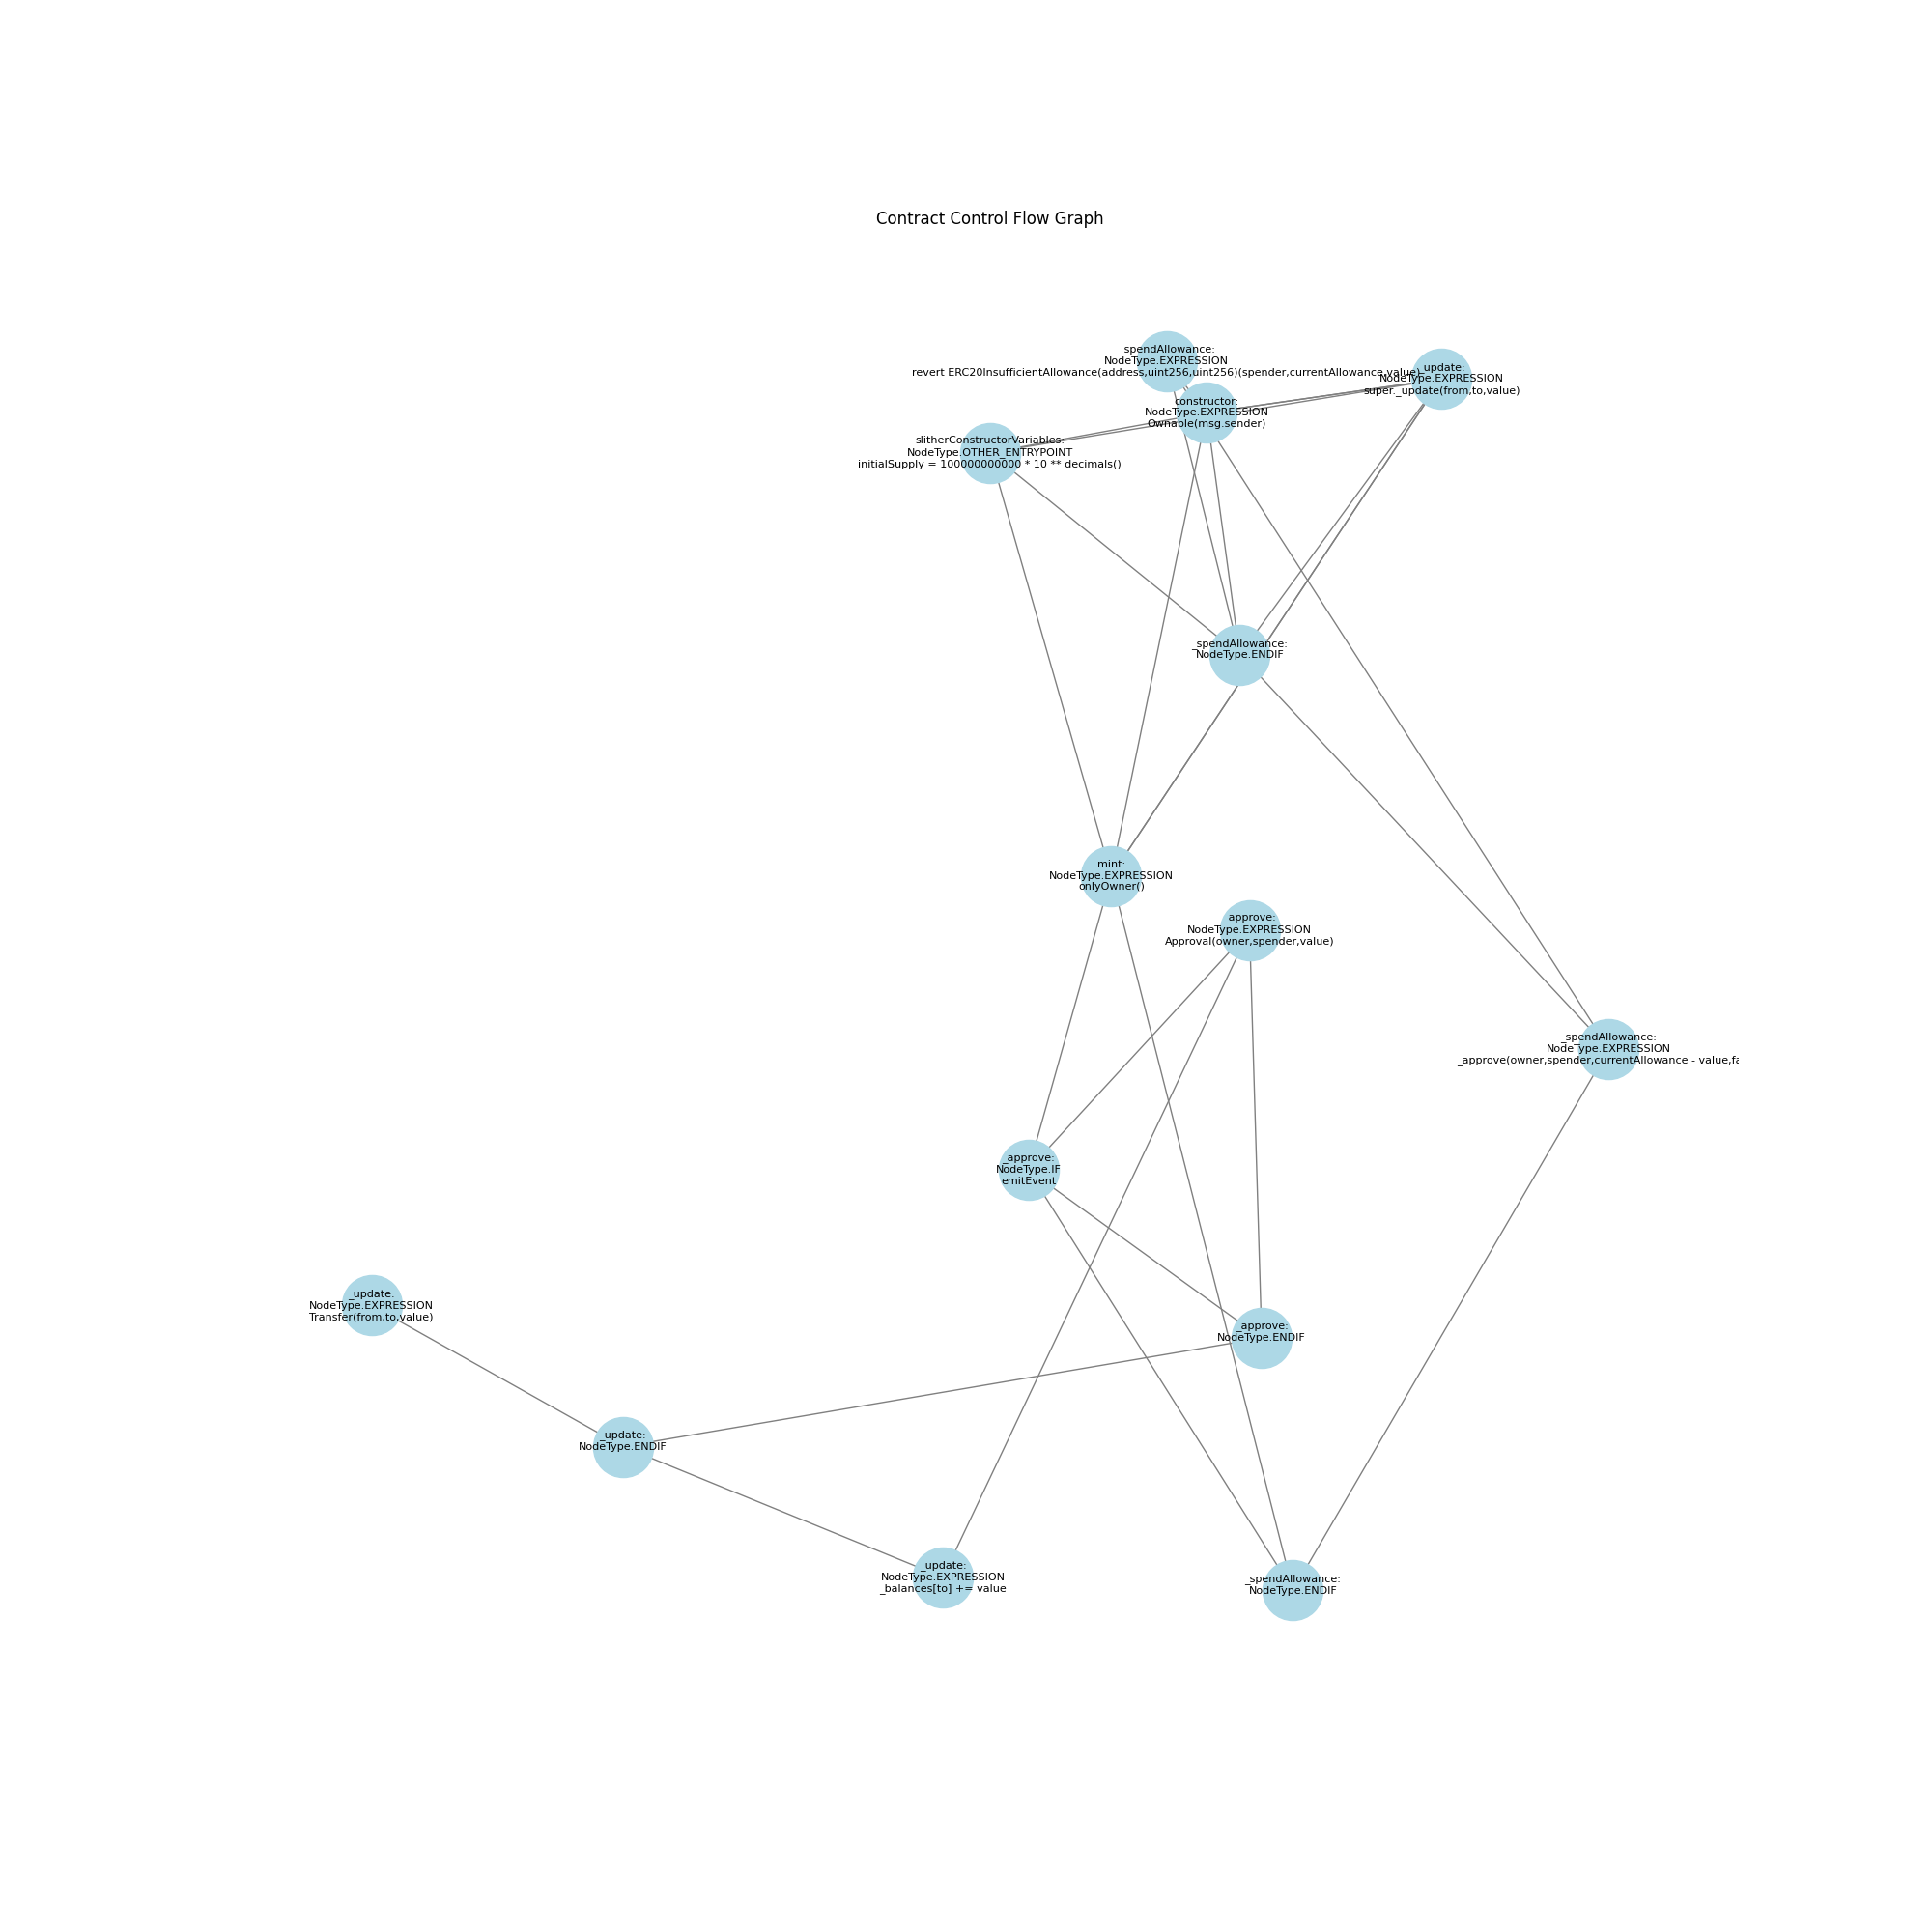 Contract Control Flow Graph
_spendAllowance:
NodeType.EXPRESSION
revert ERC20InsufficientAllowance(address,uint256,uint256)(spender,currentAllowance,value)
_update:
NodeType.EXPRESSION
super._update(from,to,value)
constructor:
NodeType.EXPRESSION
Ownable(msg.sender)
slitherConstructorVariables:
NodeType.OTHER_ENTRYPOINT
initialSupply = 100000000000 * 10 ** decimals()
_spendAllowance:
NodeType.ENDIF
mint:
NodeType.EXPRESSION
onlyOwner()
_approve:
NodeType.EXPRESSION
Approval(owner,spender,value)
_spendAllowance:
NodeType.EXPRESSION
_approve(owner,spender,currentAllowance - value,fa
_approve:
NodeType.IF
emitEvent
_update:
NodeType.EXPRESSION
Transfer(from,to,value)
_approve:
NodeType.ENDIF
_update:
NodeType.ENDIF
_update:
NodeType.EXPRESSION
_balances[to] += value
_spendAllowance:
NodeType.ENDIF